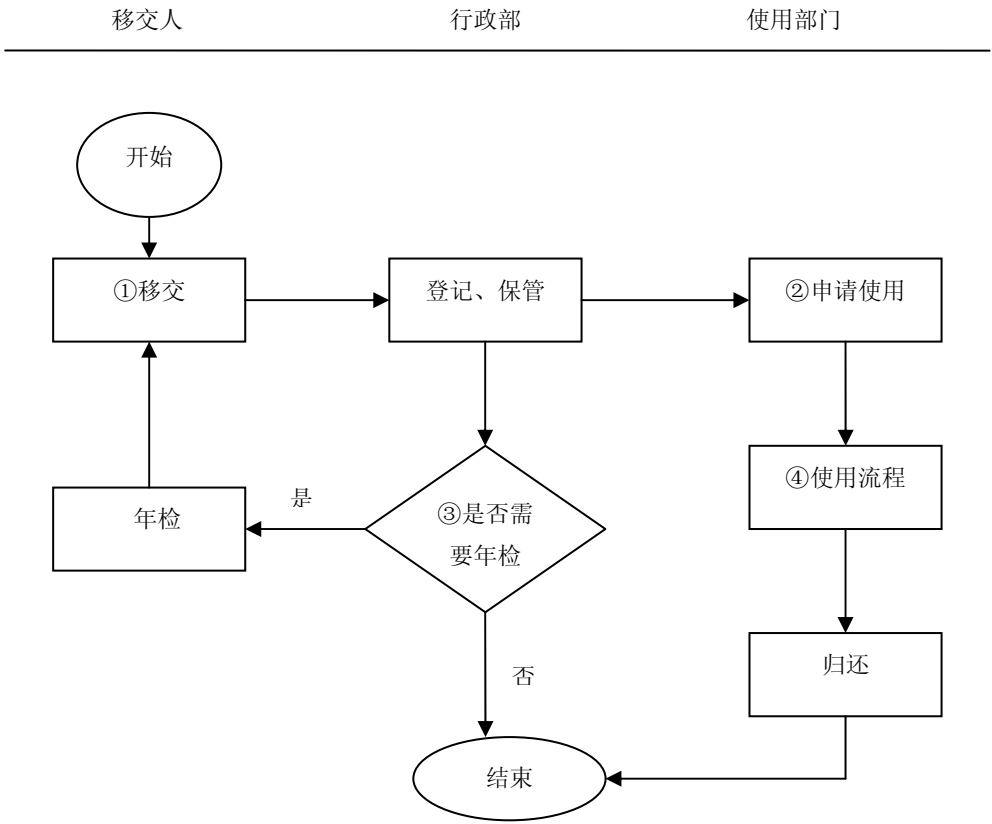 移交人
行政部
使用部门
开始
①移交
登记、保管
②申请使用
④使用流程
年检
是
③是否需
要年检
归还
否
结束